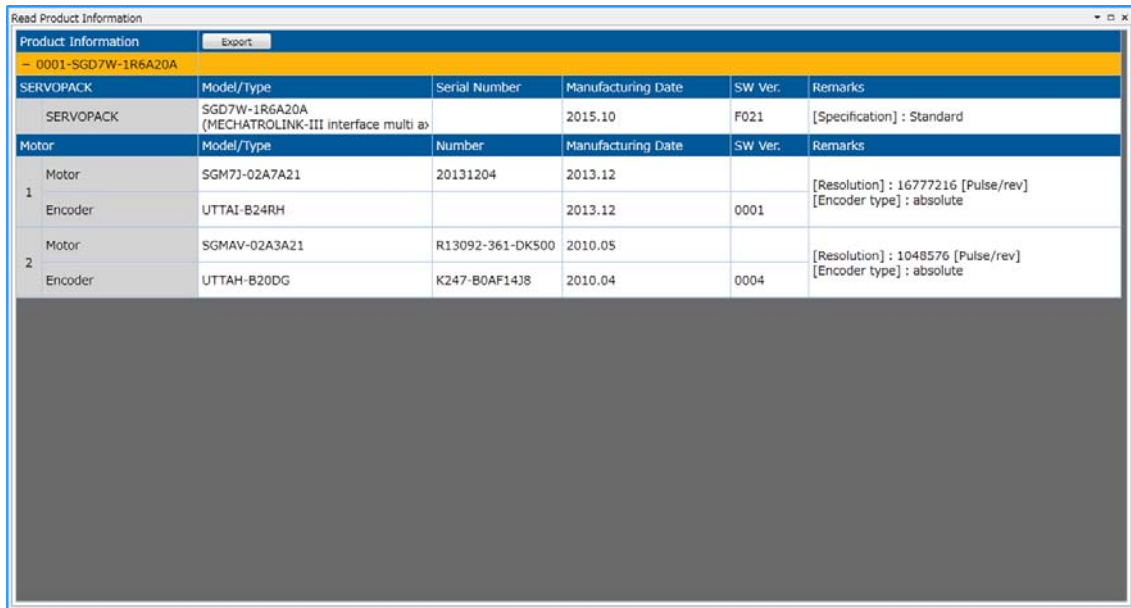 Read Product Information
Product Information Export
− 0001-SGD7W-1R6A20A
SERVOPACK Model/Type Serial Number Manufacturing Date SW Ver. Remarks
SERVOPACK SGD7W-1R6A20A 2015.10 F021 [Specification] : Standard
(MECHATROLINK-III interface multi
Motor Model/Type Number Manufacturing Date SW Ver. Remarks
1
Motor SGM7J-02A7A21 20131204 2013.12
[Resolution] : 16777216 [Pulse/rev]
[Encoder type] : absolute
Encoder UTTAI-B24RH 2013.12 0001
2
Motor SGMAV-02A3A21 R13092-361-DK500 2010.05
[Resolution] : 1048576 [Pulse/rev]
[Encoder type] : absolute
Encoder UTTAH-B20DG K247-B0AF14J8 2010.04 0004